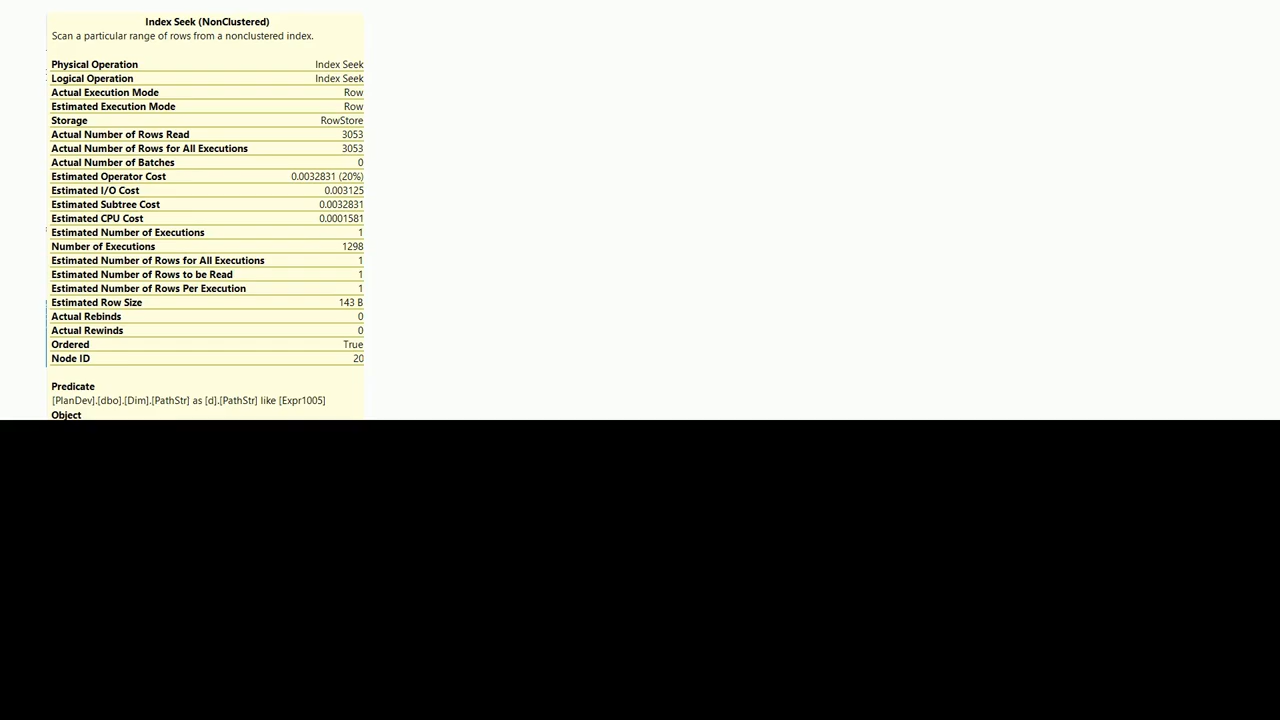 Index Seek (NonClustered)
Scan a particular range of rows from a nonclustered index.
Physical Operation Index Seek
Logical Operation Index Seek
Actual Execution Mode Row
Estimated Execution Mode Row
Storage RowStore
Actual Number of Rows Read 3053
Actual Number of Rows for All Executions 3053
Actual Number of Batches 0
Estimated Operator Cost 0.0032831 (20%)
Estimated I/O Cost 0.003125
Estimated Subtree Cost 0.0032831
Estimated CPU Cost 0.0001581
Estimated Number of Executions 1
Number of Executions 1298
Estimated Number of Rows for All Executions 1
Estimated Number of Rows to be Read 1
Estimated Number of Rows Per Execution 1
Estimated Row Size 143 B
Actual Rebinds 0
Actual Rewinds 0
Ordered True
Node ID 20
Predicate
[PlanDev].[dbo].[Dim].[PathStr] as [d].[PathStr] like [Expr1005]
Object